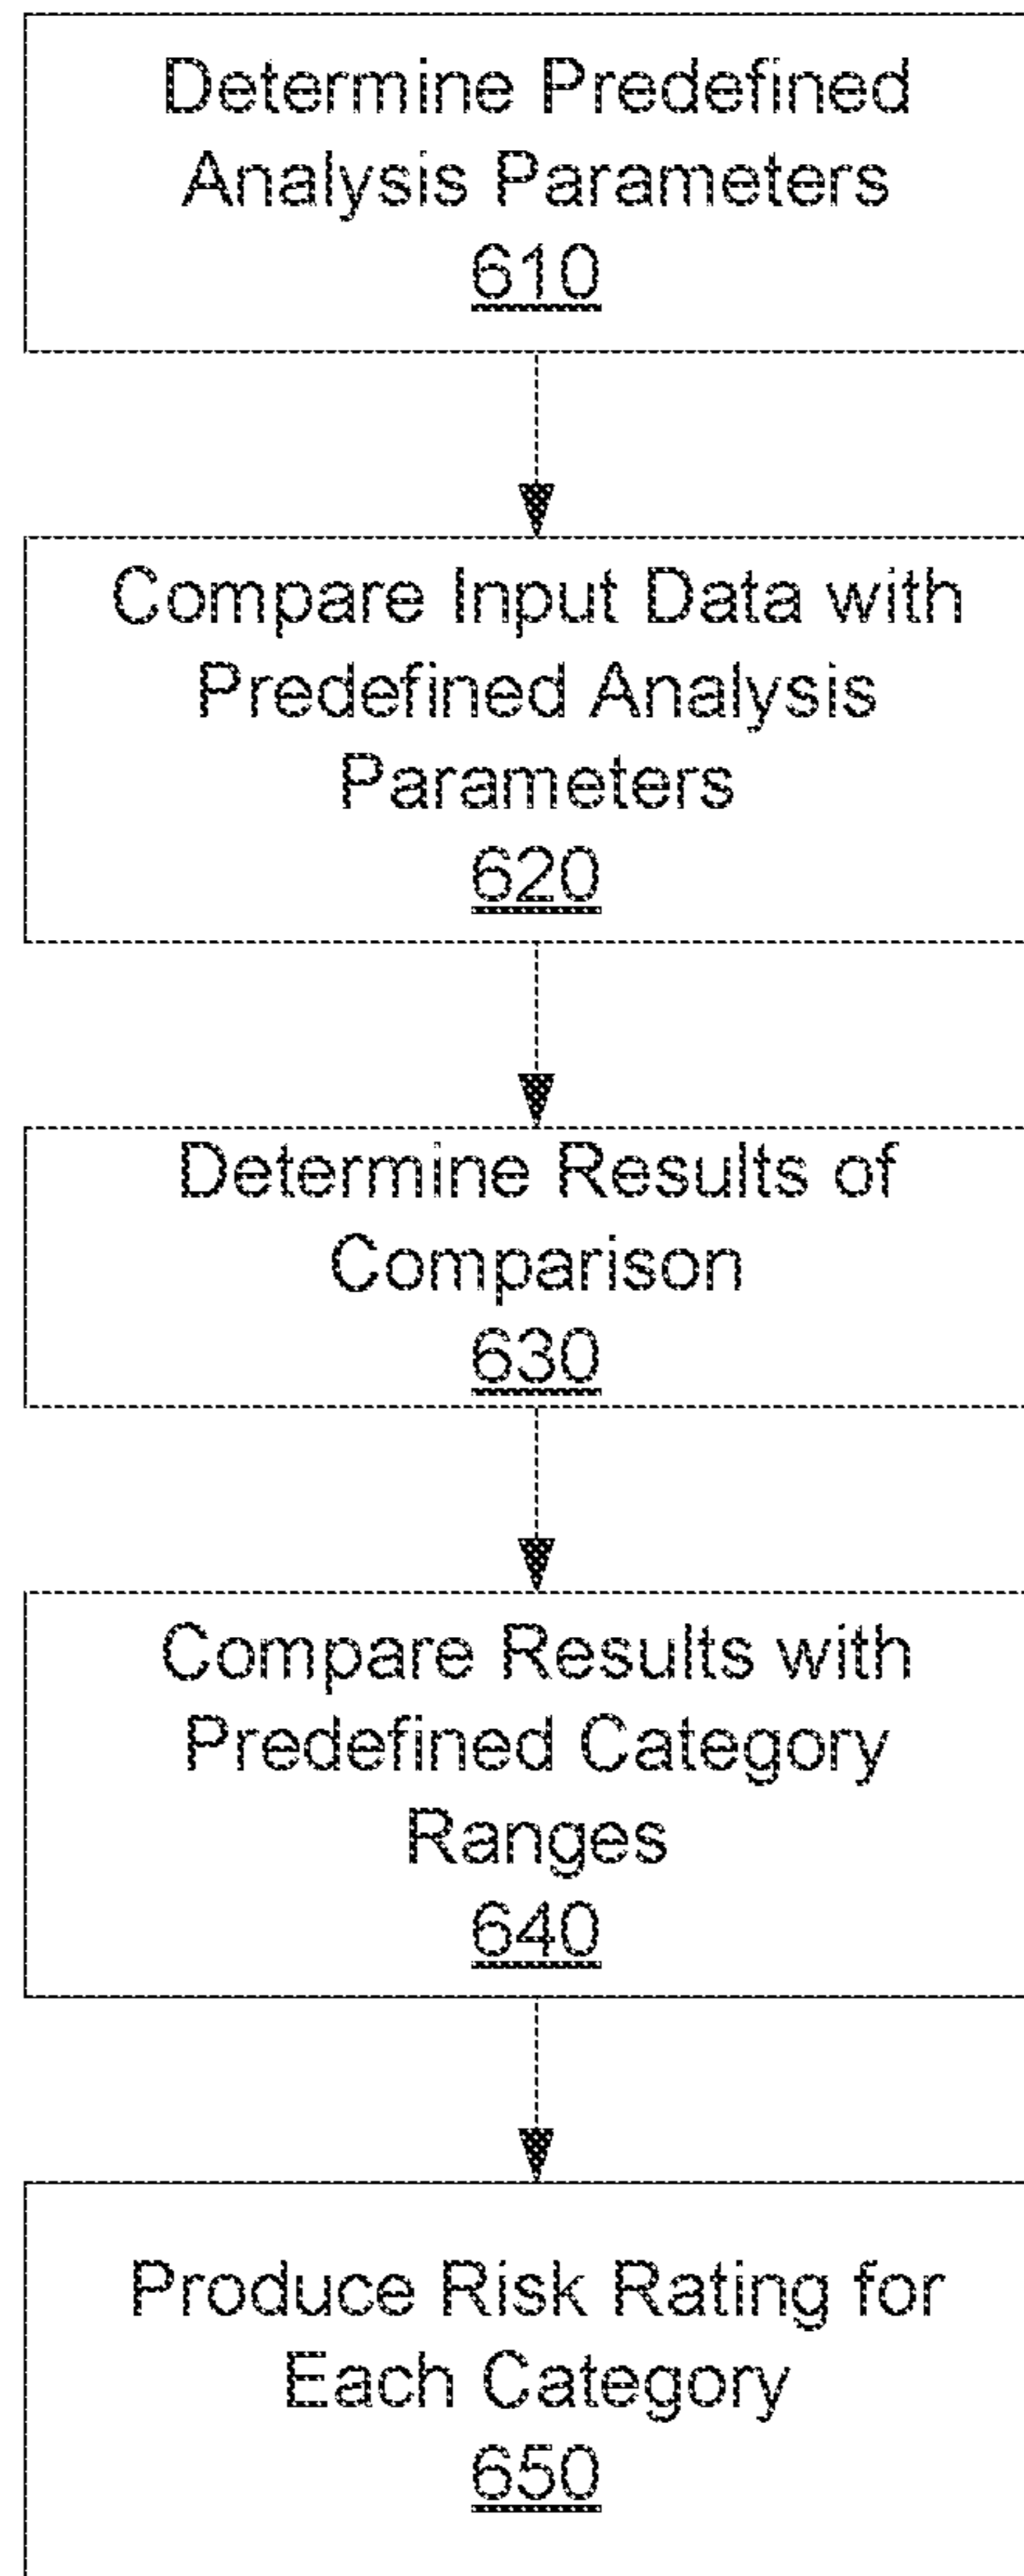 Determine Predefined
Analysis Parameters
610
Compare Input Data with
Predefined Analysis
Parameters
620
Determine Results of
Comparison
630
Compare Results with
Predefined Category
Ranges
640
Produce Risk Rating for
Each Category
650